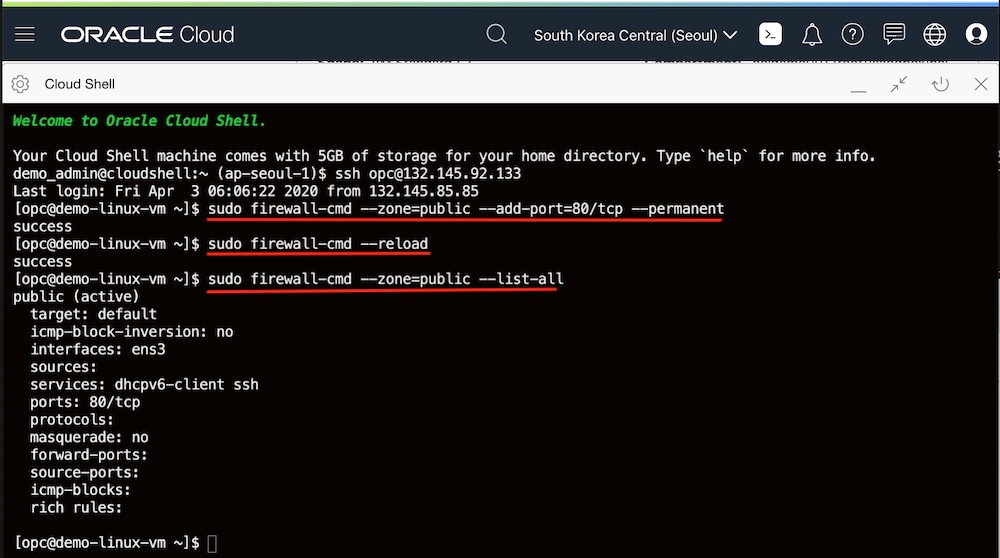 ORACLE Cloud
South Korea Central (Seoul)
Cloud Shell
Welcome to Oracle Cloud Shell.
Your Cloud Shell machine comes with 5GB of storage for your home directory. Type `help` for more info.
demo_admin@cloudshell:~ (ap-seoul-1)$ ssh opc@132.145.92.133
Last login: Fri Apr  3 06:06:22 2020 from 132.145.85.85
[opc@demo-linux-vm ~]$ sudo firewall-cmd --zone=public --add-port=80/tcp --permanent
success
[opc@demo-linux-vm ~]$ sudo firewall-cmd --reload
success
[opc@demo-linux-vm ~]$ sudo firewall-cmd --zone=public --list-all
public (active)
  target: default
  icmp-block-inversion: no
  interfaces: ens3
  sources:
  services: dhcpv6-client ssh
  ports: 80/tcp
  protocols:
  masquerade: no
  forward-ports:
  source-ports:
  icmp-blocks:
  rich rules:
[opc@demo-linux-vm ~]$